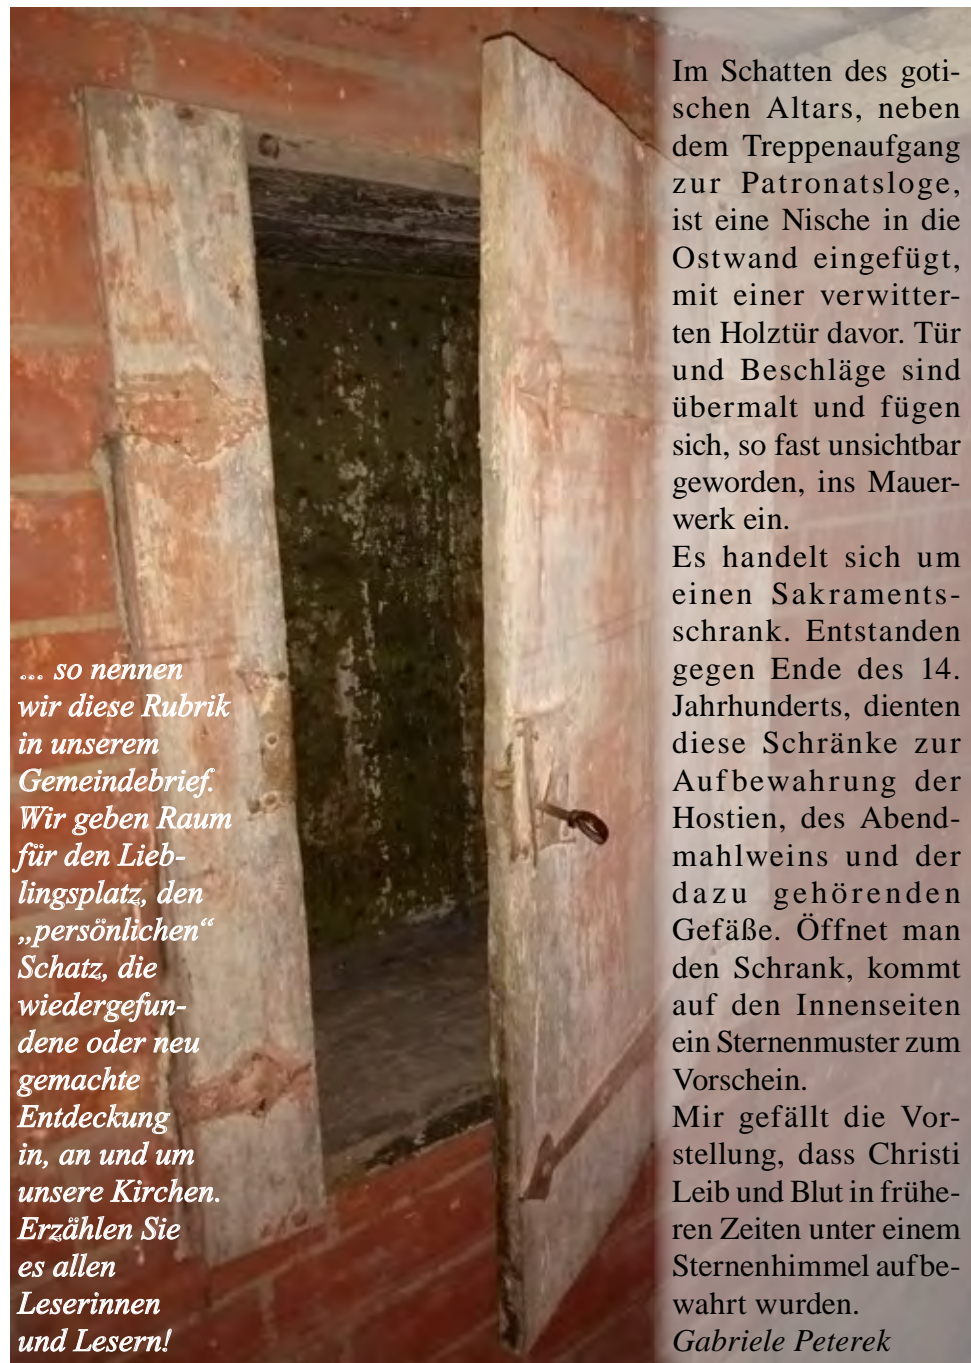 ... so nennen
wir diese Rubrik
in unserem
Gemeindebrief.
Wir geben Raum
für den Lieb-
lingsplatz, den
„persönlichen“
Schatz, die
wiedergefun-
dene oder neu
gemachte
Entdeckung
in, an und um
unsere Kirchen.
Erzählen Sie
es allen
Leserinnen
und Lesern!
Im Schatten des goti-
schen Altars, neben
dem Treppenaufgang
zur Patronatsloge,
ist eine Nische in die
Ostwand eingefügt,
mit einer verwitter-
ten Holztür davor. Tür
und Beschläge sind
übermalt und fügen
sich, so fast unsichtbar
geworden, ins Mauer-
werk ein.
Es handelt sich um
einen Sakraments-
schrank. Entstanden
gegen Ende des 14.
Jahrhunderts, dienten
diese Schränke zur
Aufbewahrung der
Hostien, des Abend-
mahlweins und der
dazu gehörenden
Gefäße. Öffnet man
den Schrank, kommt
auf den Innenseiten
ein Sternenmuster zum
Vorschein.
Mir gefällt die Vor-
stellung, dass Christi
Leib und Blut in frühe-
ren Zeiten unter einem
Sternenhimmel aufbe-
wahrt wurden.
Gabriele Peterek